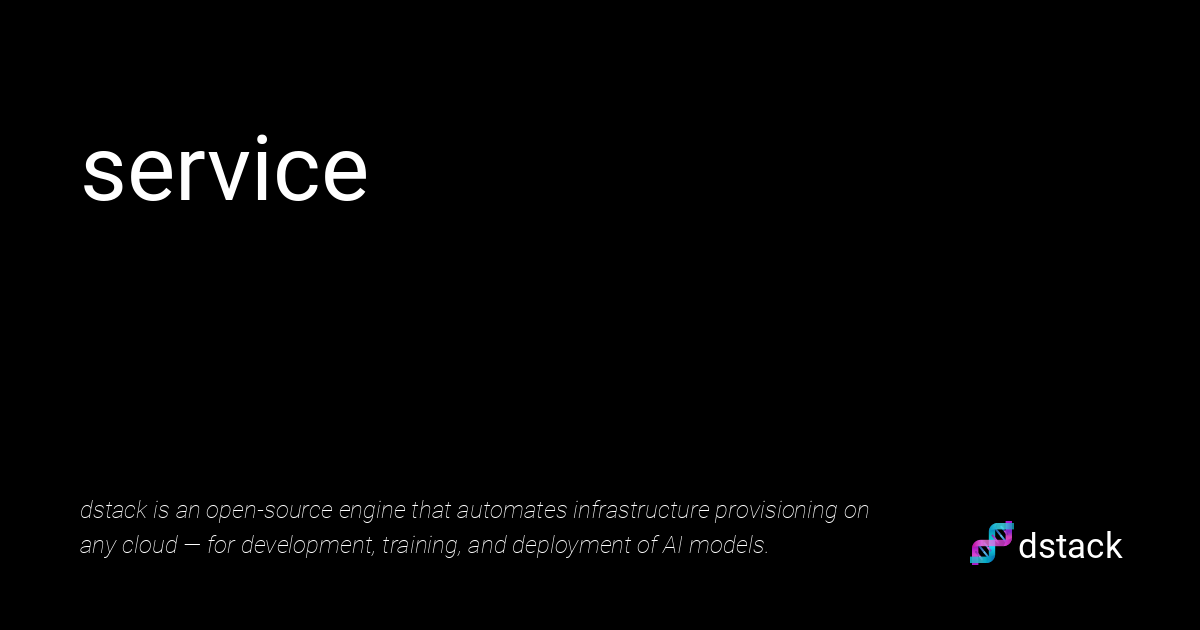 service
dstack is an open-source engine that automates infrastructure provisioning on
any cloud — for development, training, and deployment of AI models.
dstack